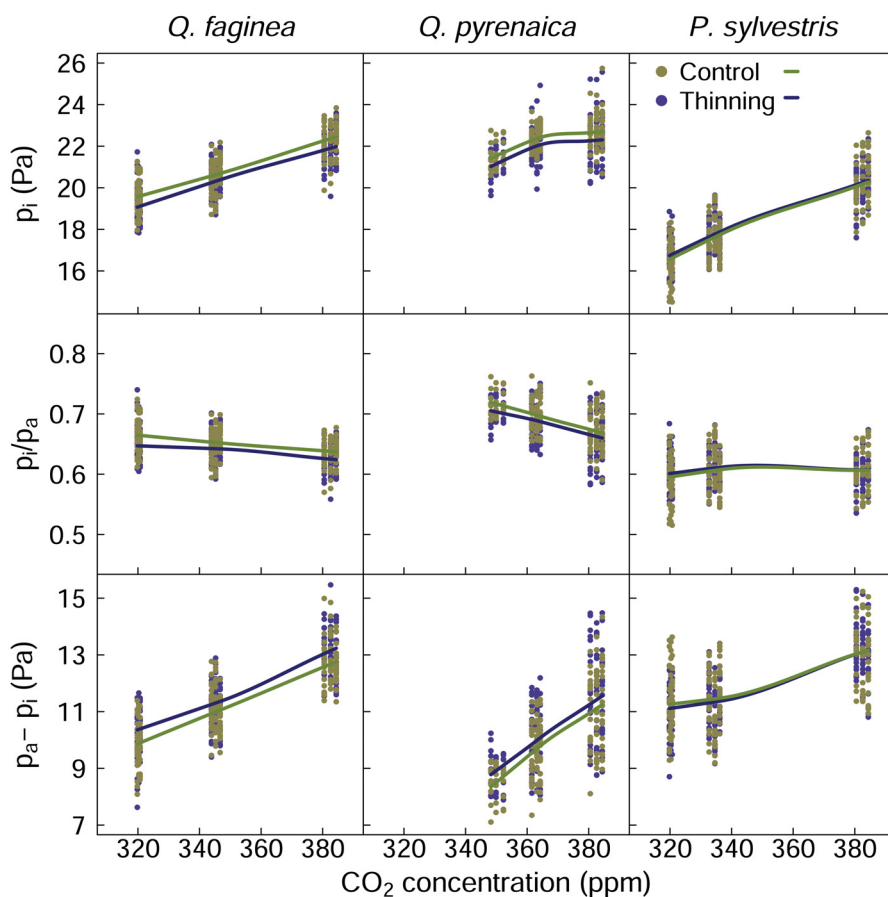 Q. faginea Q. pyrenaica P. sylvestris
26
24
22
20
18
16
pᵢ (Pa)
Control
Thinning
0.8
0.7
0.6
0.5
pᵢ/pₐ
15
13
11
9
7
pₐ– pᵢ (Pa)
320 340 360 380 320 340 360 380 320 340 360 380
CO₂ concentration (ppm)